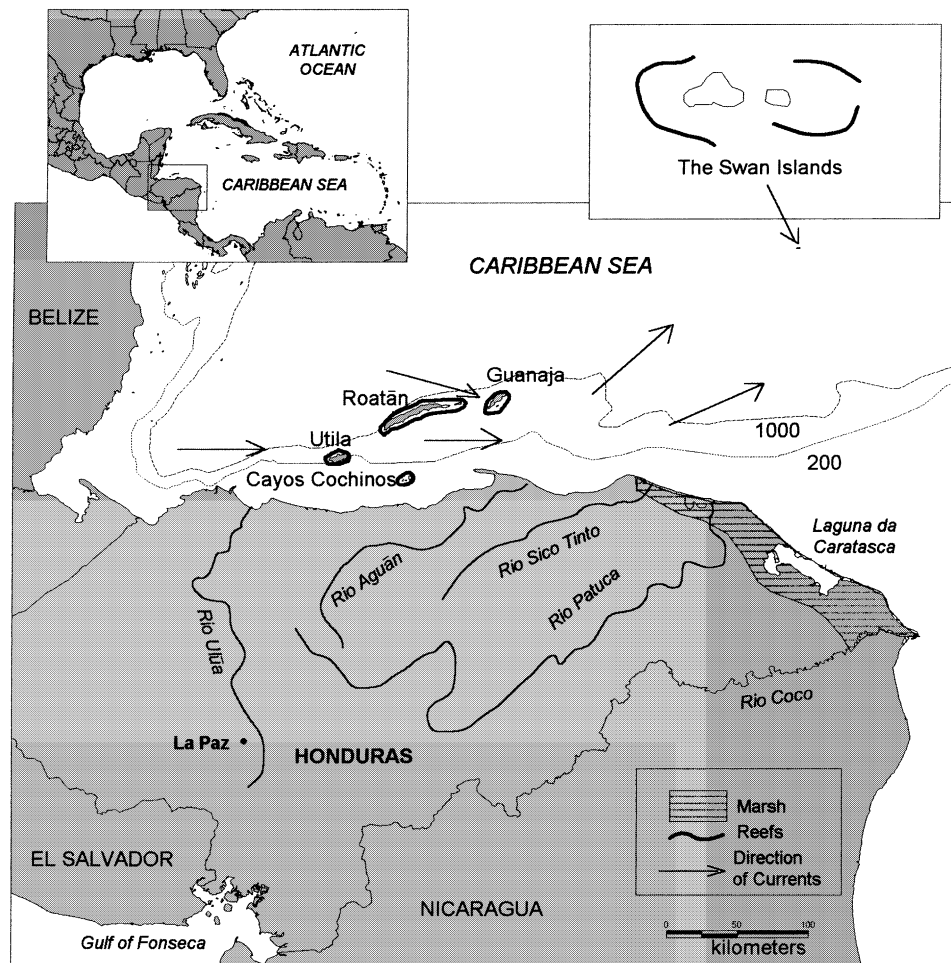 ATLANTIC
OCEAN
CARIBBEAN SEA
The Swan Islands
CARIBBEAN SEA
BELIZE
Guanaja
Roatān
Utila
Cayos Cochinos
1000
200
Laguna da
Caratasca
Rio Aguān
Rio Sico Tinto
Rio Patuca
Rio Ulūa
Rio Coco
La Paz
HONDURAS
Marsh
Reefs
Direction
of Currents
EL SALVADOR
NICARAGUA
Gulf of Fonseca
0 50 100
kilometers